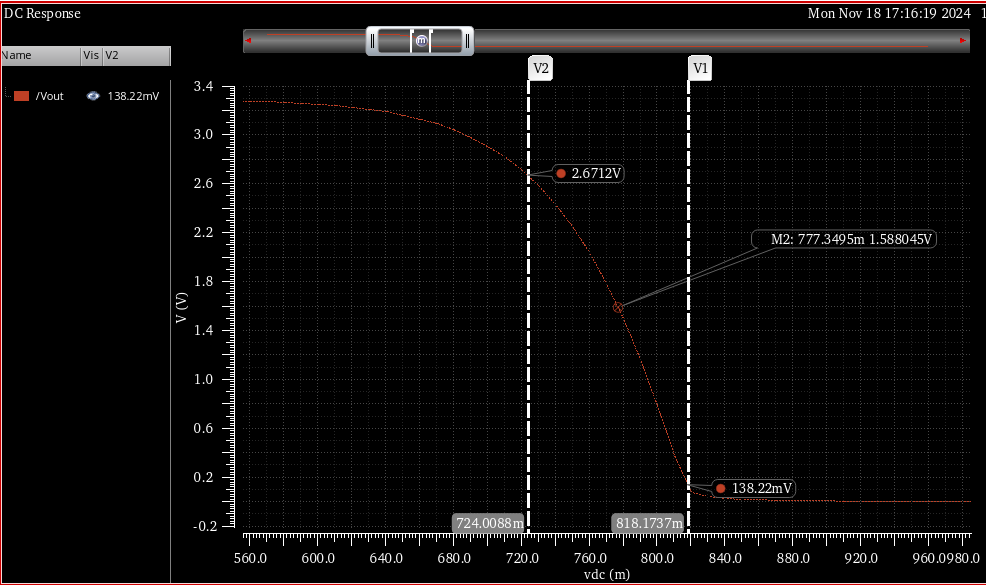 DC Response
Mon Nov 18 17:16:19 2024 1
Name Vis V2
/Vout 138.22mV
V2 V1
3.4
3.0
2.6
2.2
1.8
1.4
1.0
0.6
0.2
-0.2
V (V)
2.6712V
M2: 777.3495m 1.588045V
138.22mV
724.0088m 818.1737m
560.0 600.0 640.0 680.0 720.0 760.0 800.0 840.0 880.0 920.0 960.0 980.0
vdc (m)